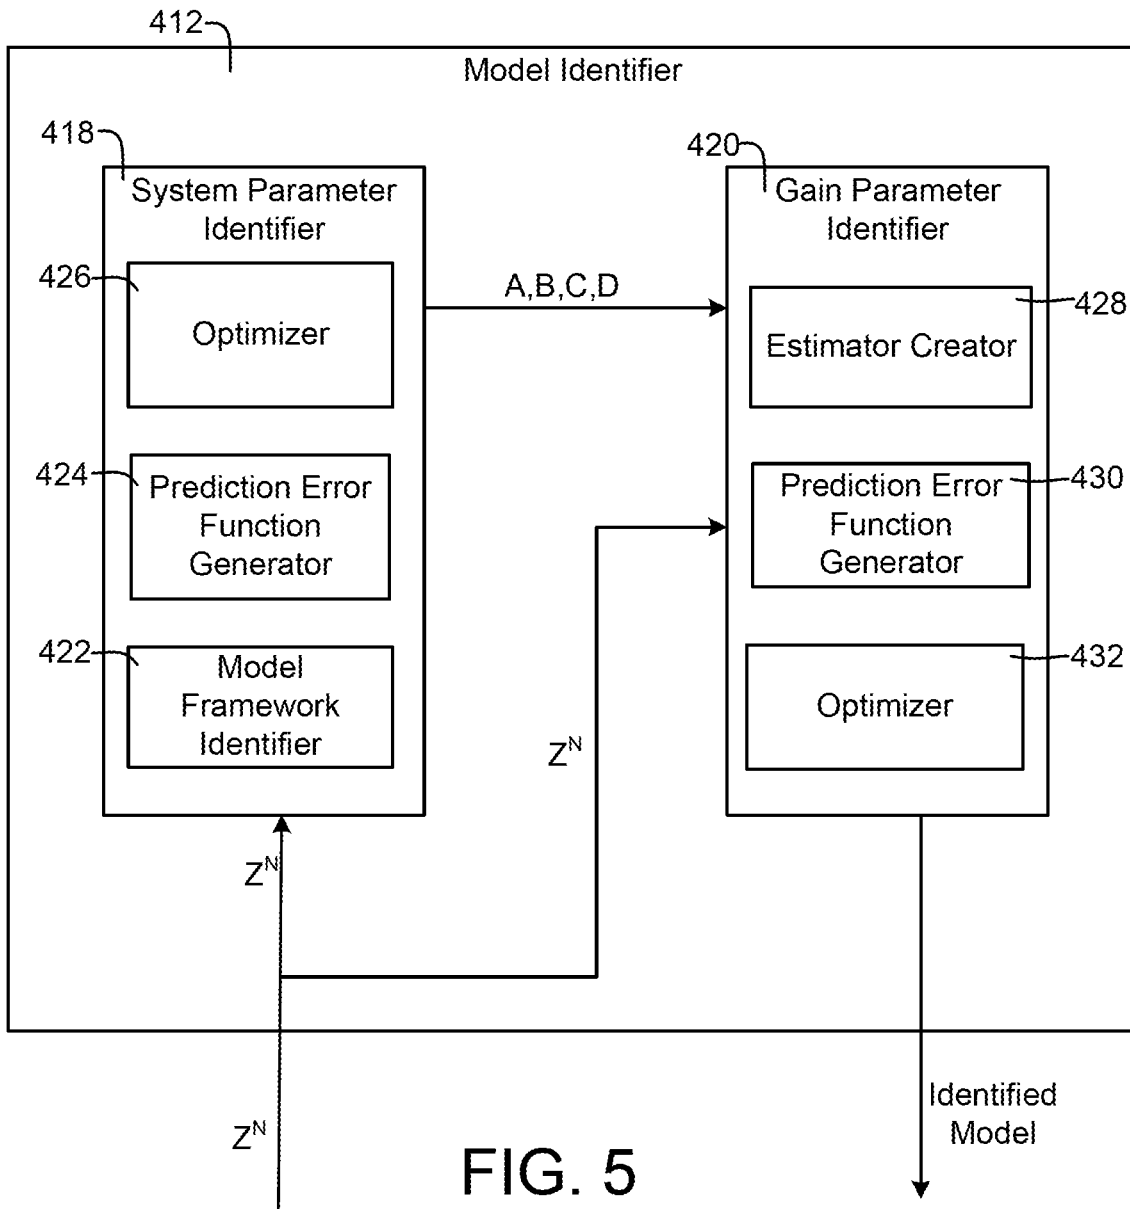 412
Model Identifier
418
System Parameter
Identifier
426
Optimizer
424
Prediction Error
Function
Generator
422
Model
Framework
Identifier
A,B,C,D
420
Gain Parameter
Identifier
428
Estimator Creator
430
Prediction Error
Function
Generator
432
Optimizer
Z^N
Z^N
Z^N
Identified
Model
FIG. 5